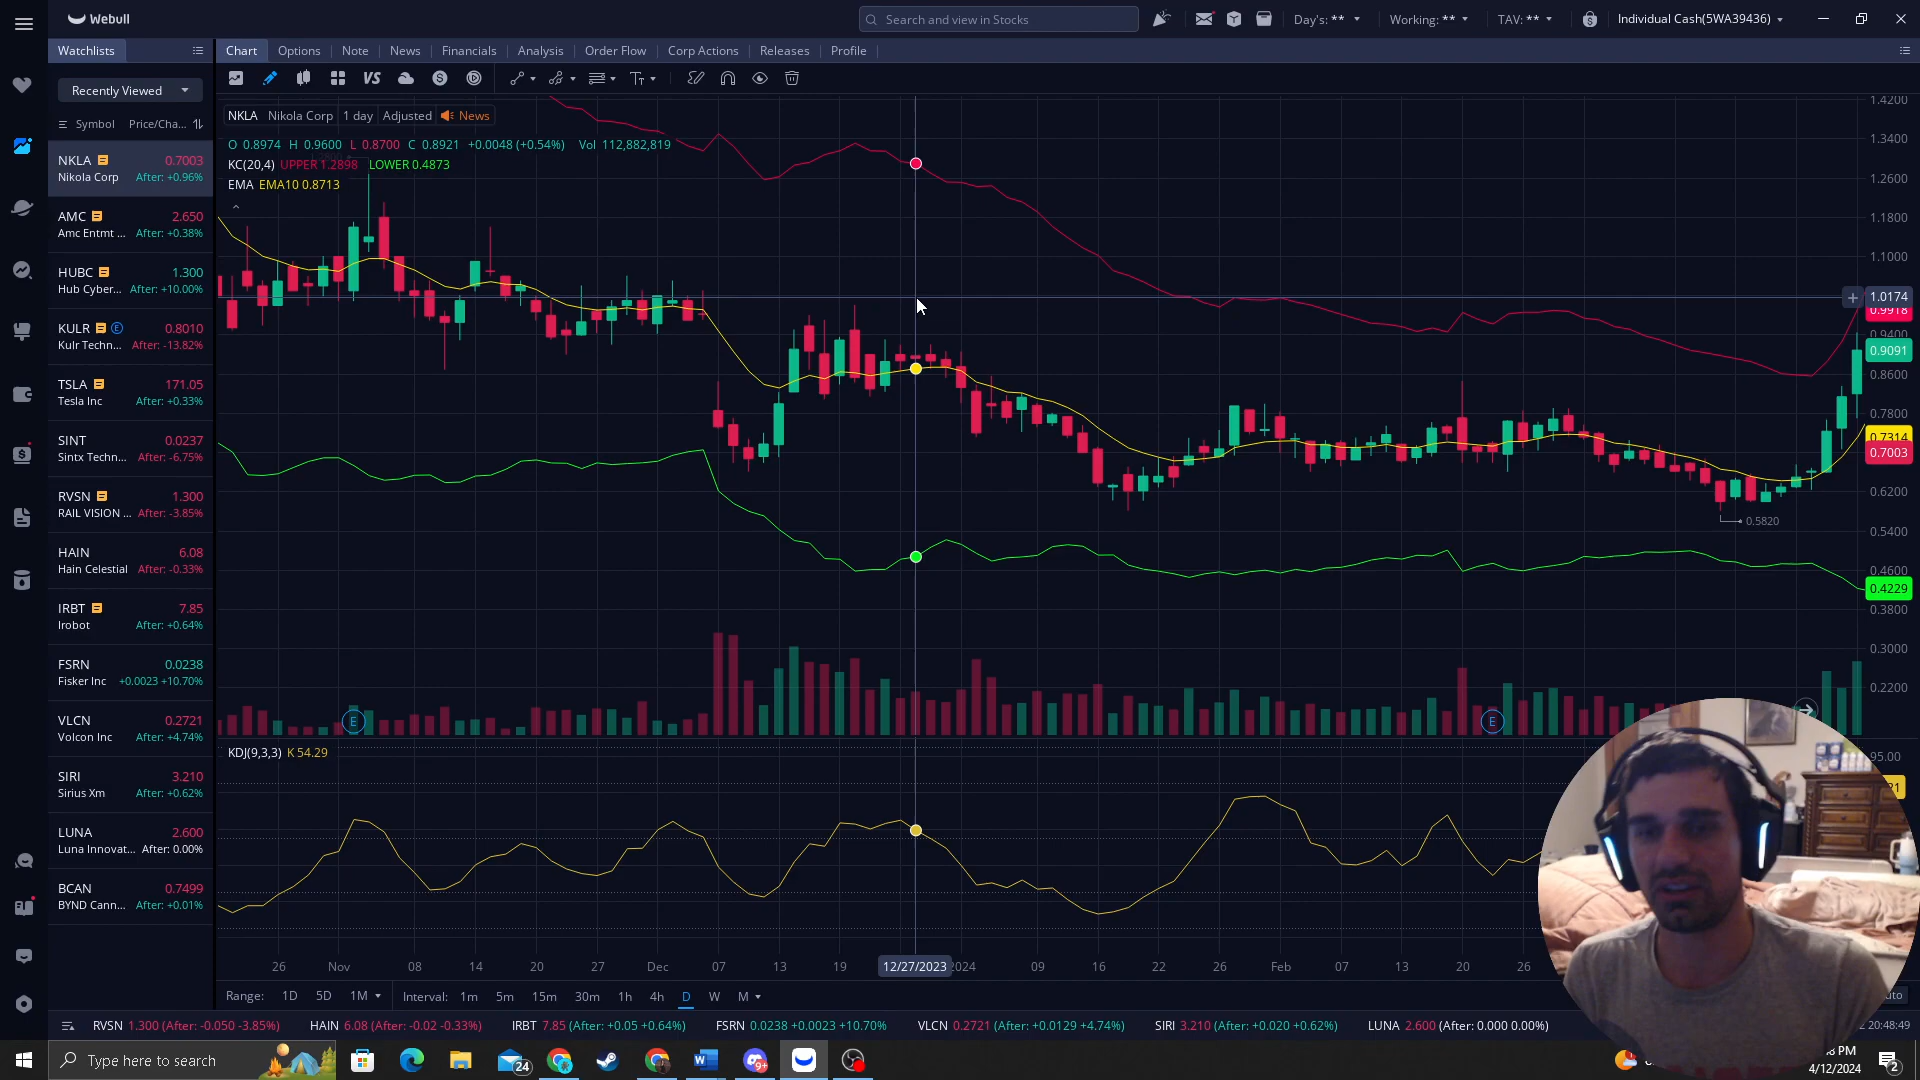 Webull
Search and view in Stocks
Day's: **
Working: **
TAV: **
Individual Cash(5WA39436)
Watchlists
Chart Options Note News Financials Analysis Order Flow Corp Actions Releases Profile
Recently Viewed
VS
Symbol Price/Cha...
NKLA 0.7003
Nikola Corp After: +0.96%
AMC 2.650
Amc Entmt ... After: +0.38%
HUBC 1.300
Hub Cyber... After: +10.00%
KULR E 0.8010
Kulr Techn... After: -13.82%
TSLA 171.05
Tesla Inc After: +0.33%
SINT 0.0237
Sintx Techn... After: -6.75%
RVSN 1.300
RAIL VISION ... After: -3.85%
HAIN 6.08
Hain Celestial After: -0.33%
IRBT 7.85
Irobot After: +0.64%
FSRN 0.0238
Fisker Inc +0.0023 +10.70%
VLCN 0.2721
Volcon Inc After: +4.74%
SIRI 3.210
Sirius Xm After: +0.62%
LUNA 2.600
Luna Innovat... After: 0.00%
BCAN 0.7499
BYND Cann... After: +0.01%
NKLA Nikola Corp 1 day Adjusted News
O 0.8974 H 0.9600 L 0.8700 C 0.8921 +0.0048 (+0.54%) Vol 112,882,819
KC(20,4) UPPER 1.2898 LOWER 0.4873
EMA EMA10 0.8713
1.4200
1.3400
1.2600
1.1800
1.1000
1.0174
0.9918
0.9400
0.9091
0.8600
0.7800
0.7314
0.7003
0.6200
0.5820
0.5400
0.4600
0.4229
0.3800
0.3000
0.2200
E
E
KDJ(9,3,3) K 54.29
95.00
26 Nov 08 14 20 27 Dec 07 13 19 12/27/2023 2024 09 16 22 26 Feb 07 13 20 26
Range: 1D 5D 1M Interval: 1m 5m 15m 30m 1h 4h D W M
RVSN 1.300 (After: -0.050 -3.85%) HAIN 6.08 (After: -0.02 -0.33%) IRBT 7.85 (After: +0.05 +0.64%) FSRN 0.0238 +0.0023 +10.70% VLCN 0.2721 (After: +0.0129 +4.74%) SIRI 3.210 (After: +0.020 +0.62%) LUNA 2.600 (After: 0.000 0.00%)
20:48:49
Type here to search
24
9+
PM
4/12/2024
2